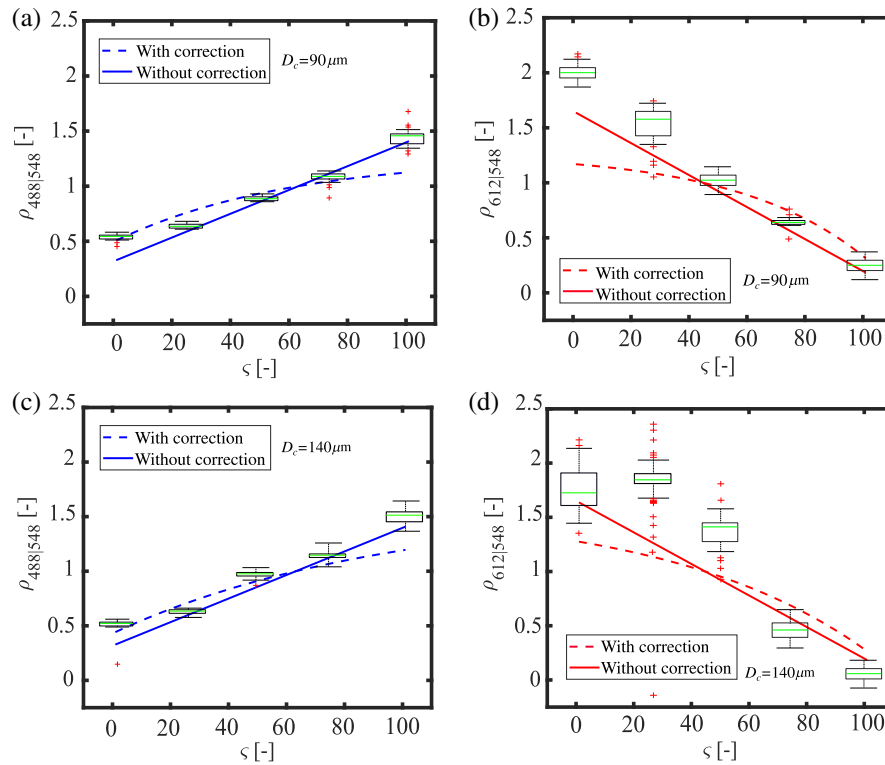 (a)
2.5
2
1.5
1
0.5
0
ρ488|548 [-]
With correction
Without correction
Dc=90μm
0 20 40 60 80 100
ς [-]
(b)
2.5
2
1.5
1
0.5
0
ρ612|548 [-]
With correction
Without correction
Dc=90μm
0 20 40 60 80 100
ς [-]
(c)
2.5
2
1.5
1
0.5
0
ρ488|548 [-]
With correction
Without correction
Dc=140μm
0 20 40 60 80 100
ς [-]
(d)
2.5
2
1.5
1
0.5
0
ρ612|548 [-]
With correction
Without correction
Dc=140μm
0 20 40 60 80 100
ς [-]